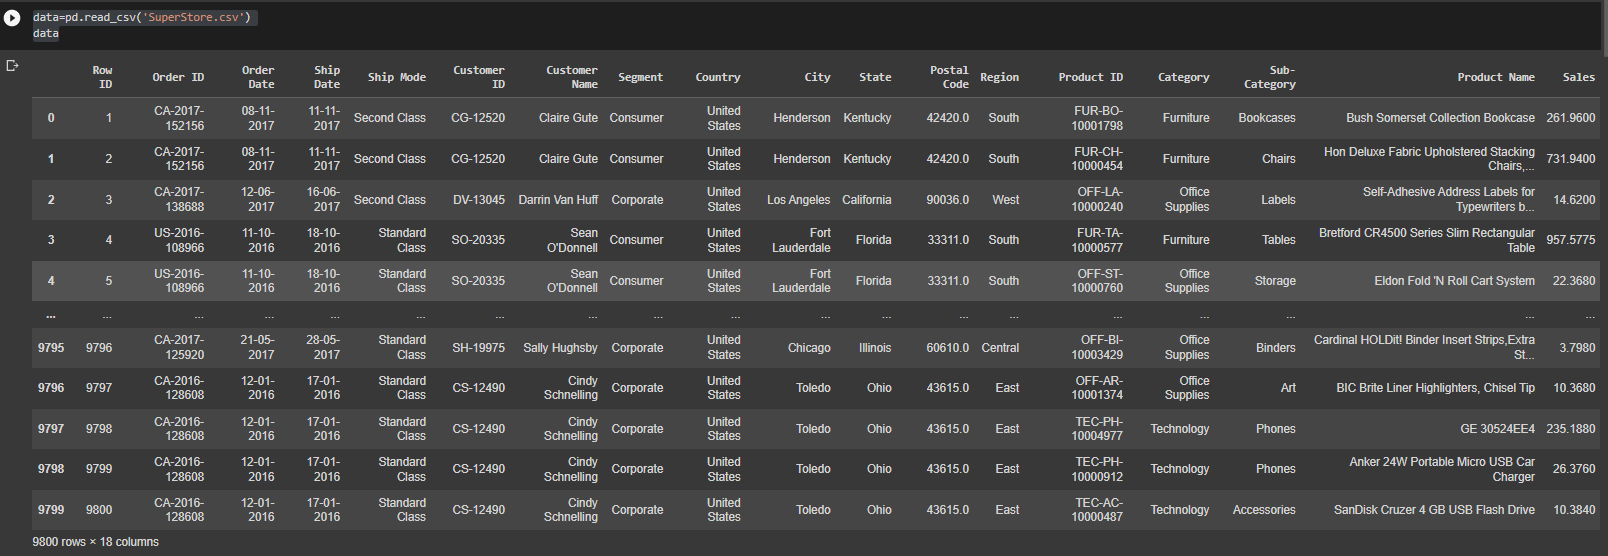 data=pd.read_csv('SuperStore.csv')
data
Row ID Order ID Order Date Ship Date Ship Mode Customer ID Customer Name Segment Country City State Postal Code Region Product ID Category Sub-Category Product Name Sales
0 1 CA-2017-152156 08-11-2017 11-11-2017 Second Class CG-12520 Claire Gute Consumer United States Henderson Kentucky 42420.0 South FUR-BO-10001798 Furniture Bookcases Bush Somerset Collection Bookcase 261.9600
1 2 CA-2017-152156 08-11-2017 11-11-2017 Second Class CG-12520 Claire Gute Consumer United States Henderson Kentucky 42420.0 South FUR-CH-10000454 Furniture Chairs Hon Deluxe Fabric Upholstered Stacking Chairs,... 731.9400
2 3 CA-2017-138688 12-06-2017 16-06-2017 Second Class DV-13045 Darrin Van Huff Corporate United States Los Angeles California 90036.0 West OFF-LA-10000240 Office Supplies Labels Self-Adhesive Address Labels for Typewriters b... 14.6200
3 4 US-2016-108966 11-10-2016 18-10-2016 Standard Class SO-20335 Sean O'Donnell Consumer United States Fort Lauderdale Florida 33311.0 South FUR-TA-10000577 Furniture Tables Bretford CR4500 Series Slim Rectangular Table 957.5775
4 5 US-2016-108966 11-10-2016 18-10-2016 Standard Class SO-20335 Sean O'Donnell Consumer United States Fort Lauderdale Florida 33311.0 South OFF-ST-10000760 Office Supplies Storage Eldon Fold 'N Roll Cart System 22.3680
... ... ... ... ... ... ... ... ... ... ... ... ... ... ... ... ... ... ...
9795 9796 CA-2017-125920 21-05-2017 28-05-2017 Standard Class SH-19975 Sally Hughsby Corporate United States Chicago Illinois 60610.0 Central OFF-BI-10003429 Office Supplies Binders Cardinal HOLDit! Binder Insert Strips,Extra St... 3.7980
9796 9797 CA-2016-128608 12-01-2016 17-01-2016 Standard Class CS-12490 Cindy Schnelling Corporate United States Toledo Ohio 43615.0 East OFF-AR-10001374 Office Supplies Art BIC Brite Liner Highlighters, Chisel Tip 10.3680
9797 9798 CA-2016-128608 12-01-2016 17-01-2016 Standard Class CS-12490 Cindy Schnelling Corporate United States Toledo Ohio 43615.0 East TEC-PH-10004977 Technology Phones GE 30524EE4 235.1880
9798 9799 CA-2016-128608 12-01-2016 17-01-2016 Standard Class CS-12490 Cindy Schnelling Corporate United States Toledo Ohio 43615.0 East TEC-PH-10000912 Technology Phones Anker 24W Portable Micro USB Car Charger 26.3760
9799 9800 CA-2016-128608 12-01-2016 17-01-2016 Standard Class CS-12490 Cindy Schnelling Corporate United States Toledo Ohio 43615.0 East TEC-AC-10000487 Technology Accessories SanDisk Cruzer 4 GB USB Flash Drive 10.3840
9800 rows × 18 columns